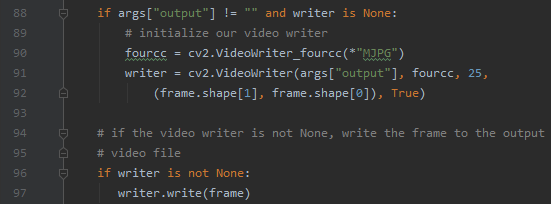 88 if args["output"] != "" and writer is None:
89 # initialize our video writer
90 fourcc = cv2.VideoWriter_fourcc(*"MJPG")
91 writer = cv2.VideoWriter(args["output"], fourcc, 25,
92 (frame.shape[1], frame.shape[0]), True)
93
94 # if the video writer is not None, write the frame to the output
95 # video file
96 if writer is not None:
97 writer.write(frame)